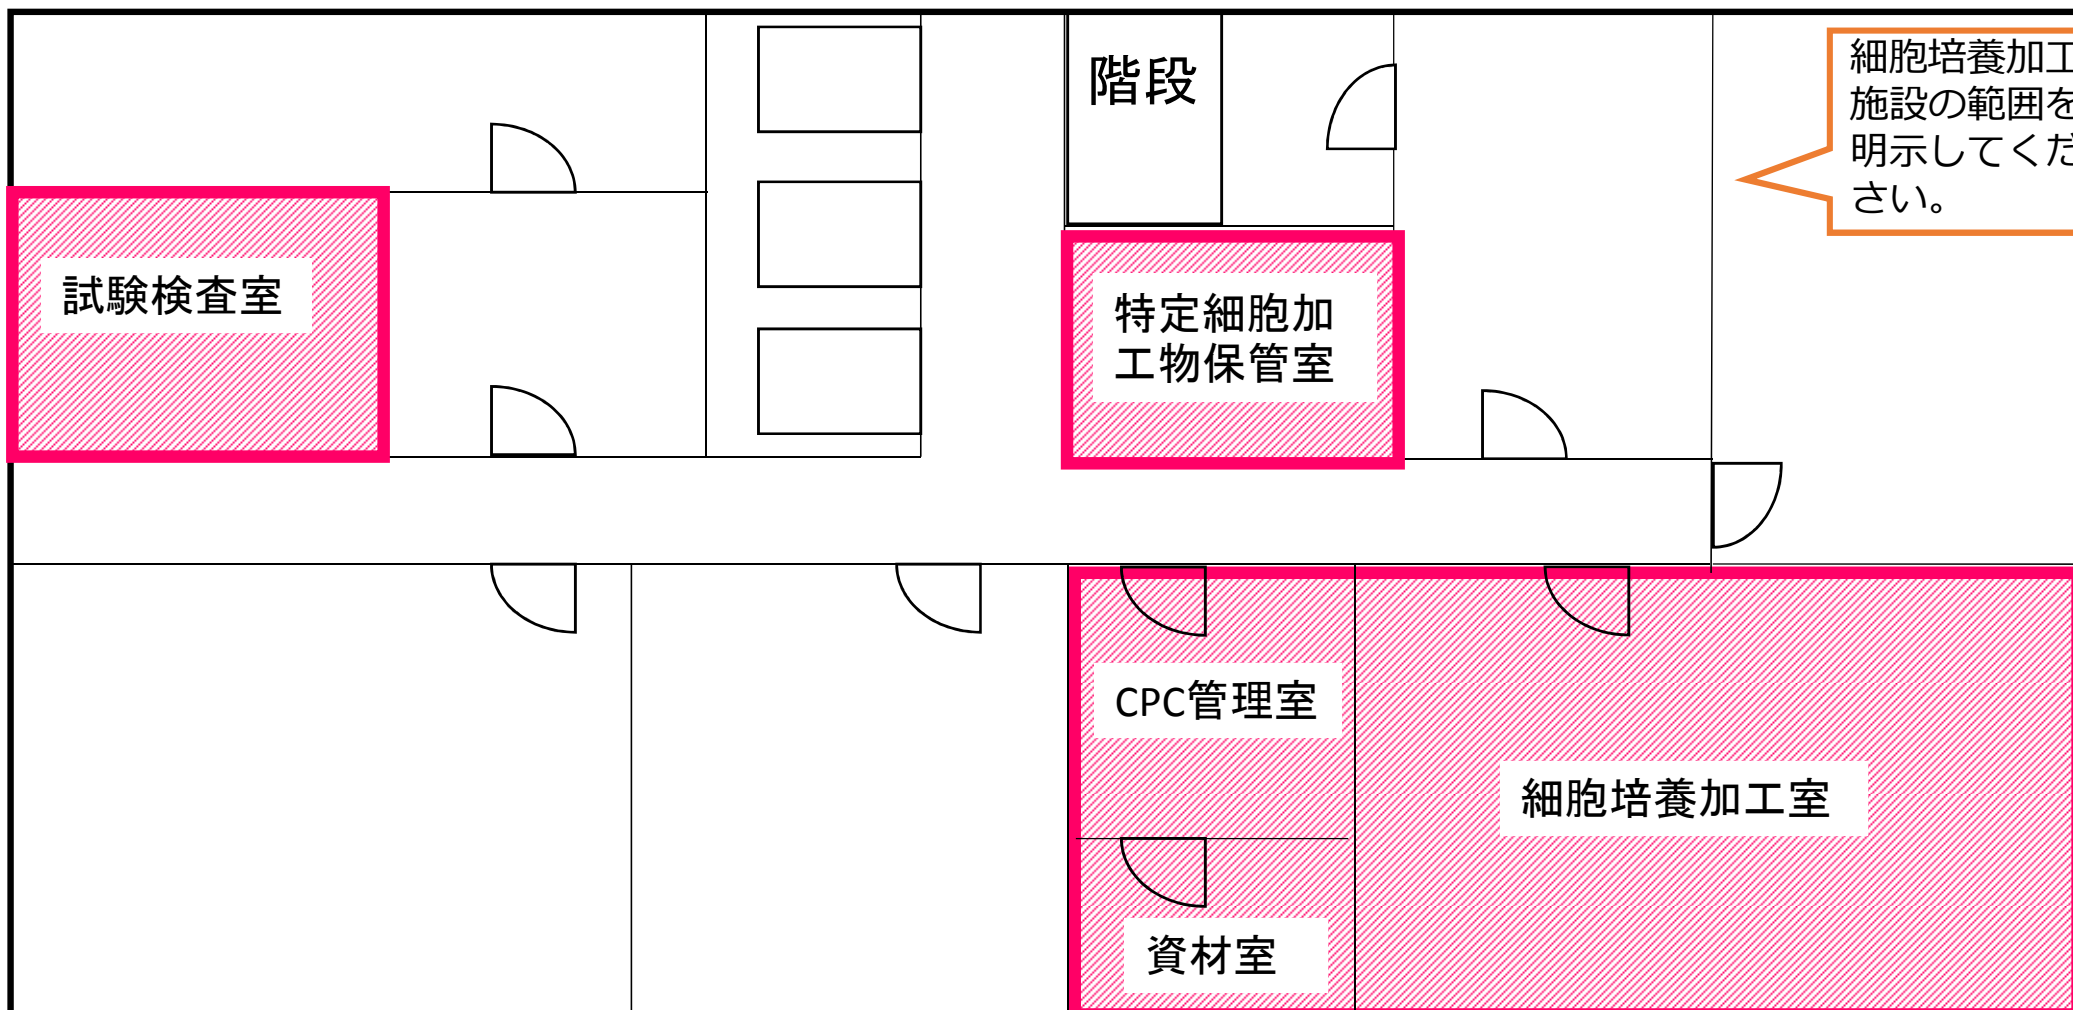 階段
細胞培養加工
施設の範囲を
明示してくだ
さい。
試験検査室
特定細胞加
工物保管室
CPC管理室
細胞培養加工室
資材室